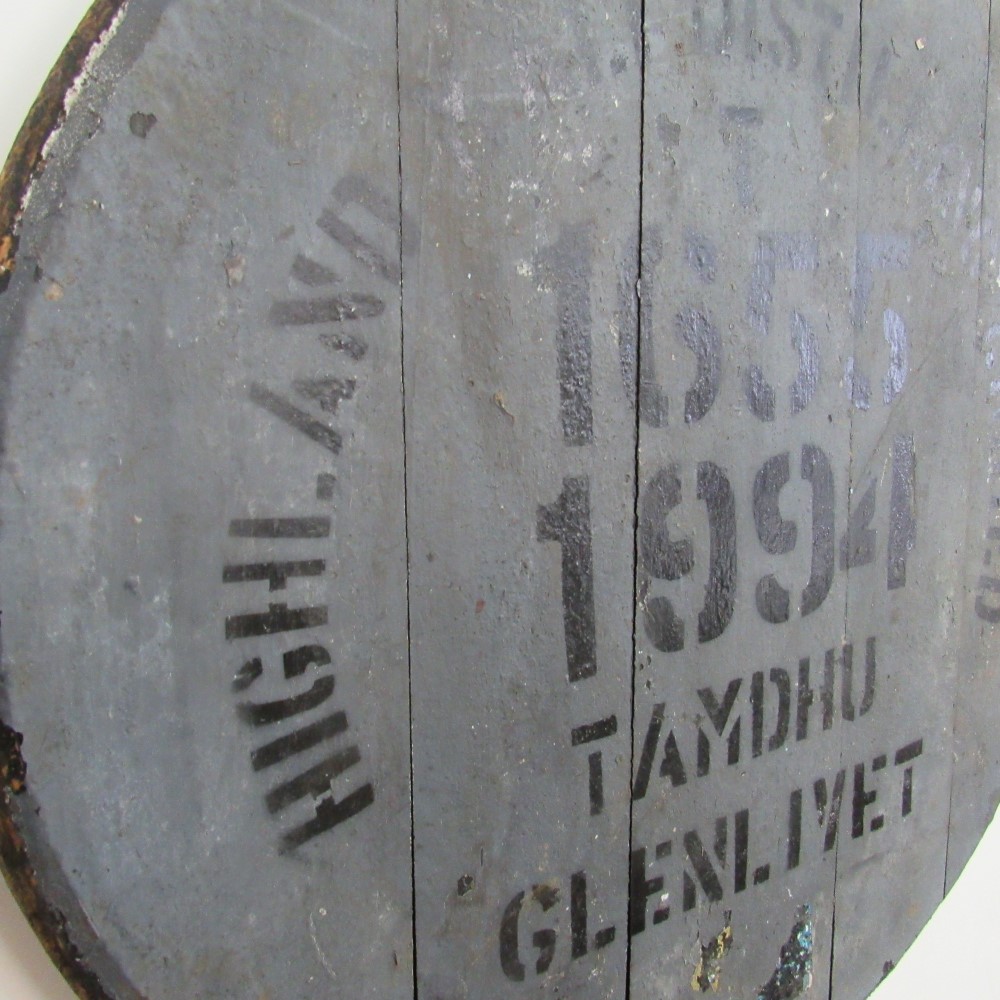 HIGHLAND
T
1655
1994
TAMDHU
GLENLIVET